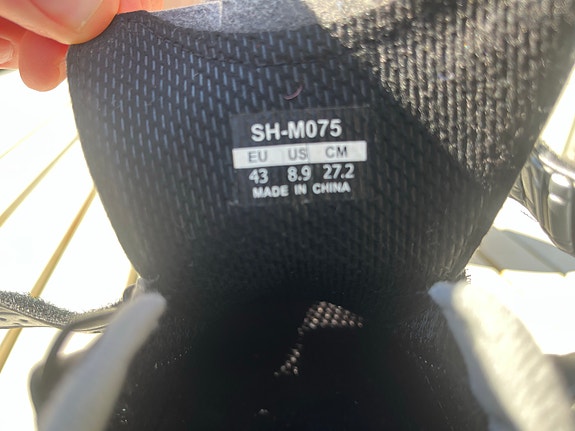 SH-M075
EU US CM
43 8.9 27.2
MADE IN CHINA